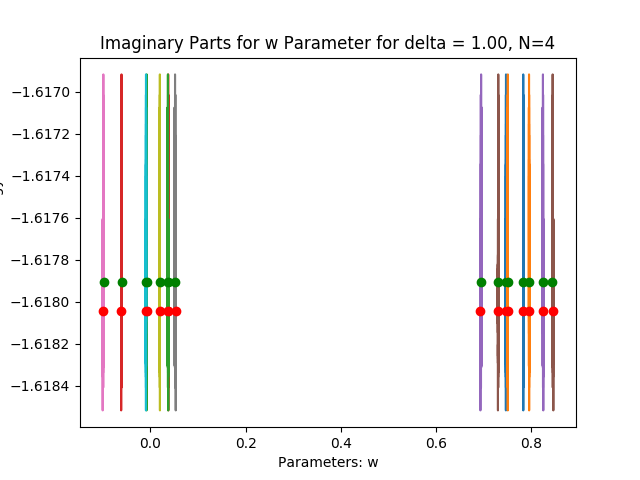 Imaginary Parts for w Parameter for delta = 1.00, N=4
−1.6170
−1.6172
−1.6174
−1.6176
−1.6178
−1.6180
−1.6182
−1.6184
0.0 0.2 0.4 0.6 0.8
Parameters: w